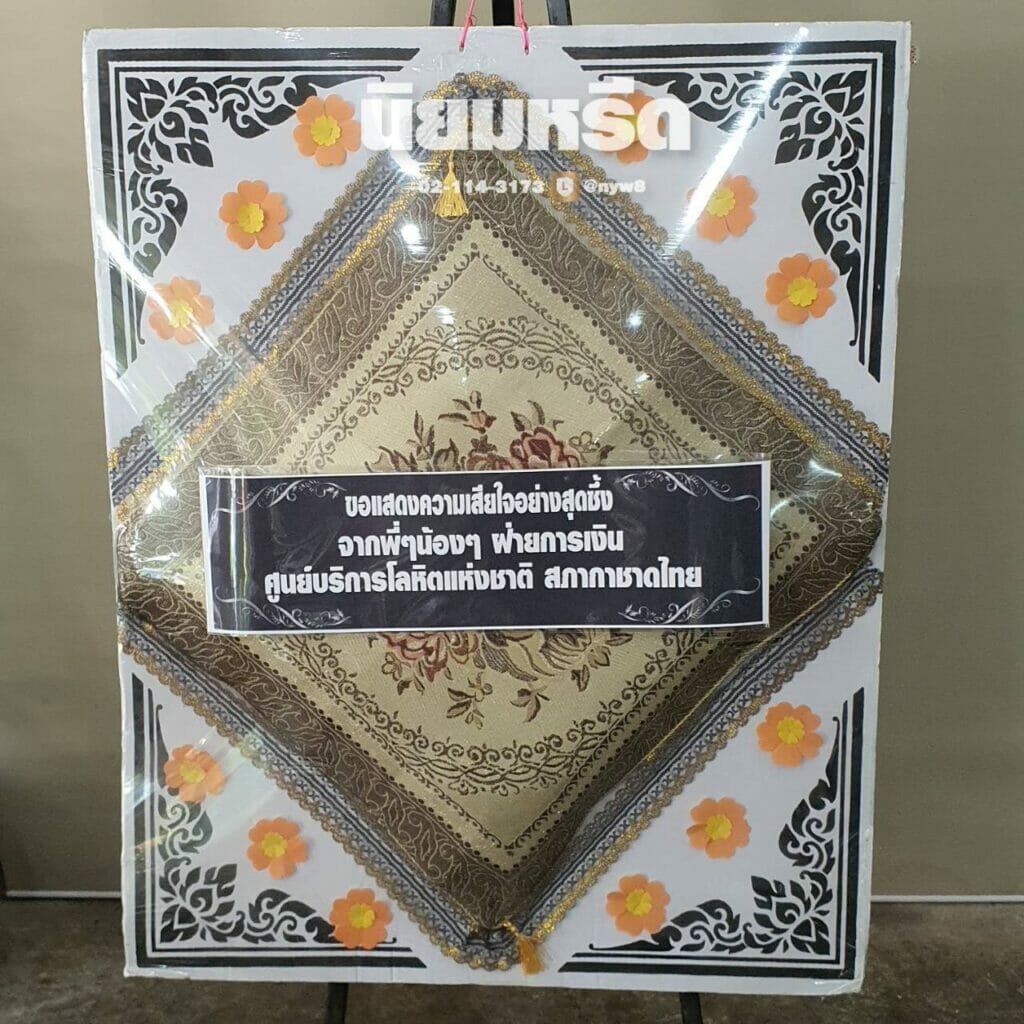 นิยมหรีด
02-114-3173 @nyw8
ขอแสดงความเสียใจอย่างสุดซึ้ง
จากพี่ๆน้องๆ ฝ่ายการเงิน
ศูนย์บริการโลหิตแห่งชาติ สภากาชาดไทย